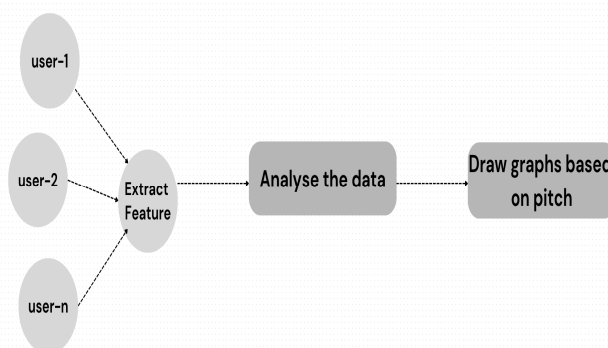 user-1
user-2
Extract
Feature
Analyse the data
Draw graphs based
on pitch
user-n